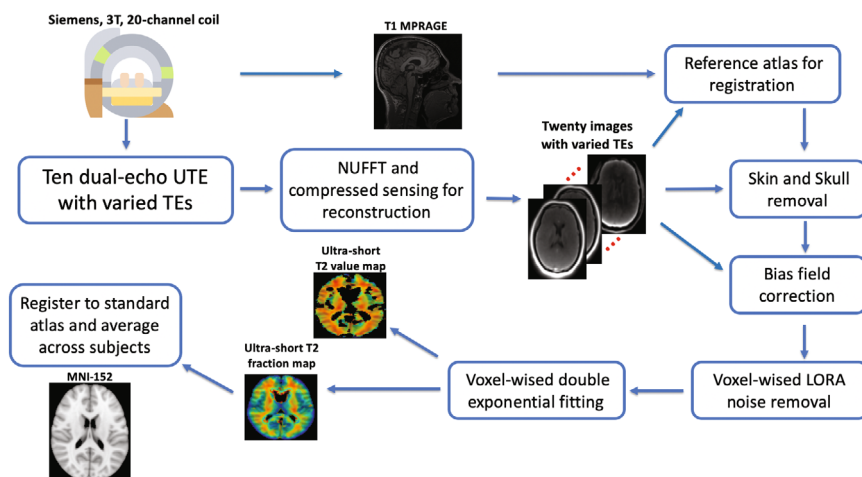 Siemens, 3T, 20-channel coil
T1 MPRAGE
Reference atlas for
registration
Ten dual-echo UTE
with varied TEs
NUFFT and
compressed sensing for
reconstruction
Twenty images
with varied TEs
Skin and Skull
removal
Bias field
correction
Ultra-short
T2 value map
Register to standard
atlas and average
across subjects
Ultra-short T2
fraction map
Voxel-wised double
exponential fitting
Voxel-wised LORA
noise removal
MNI-152